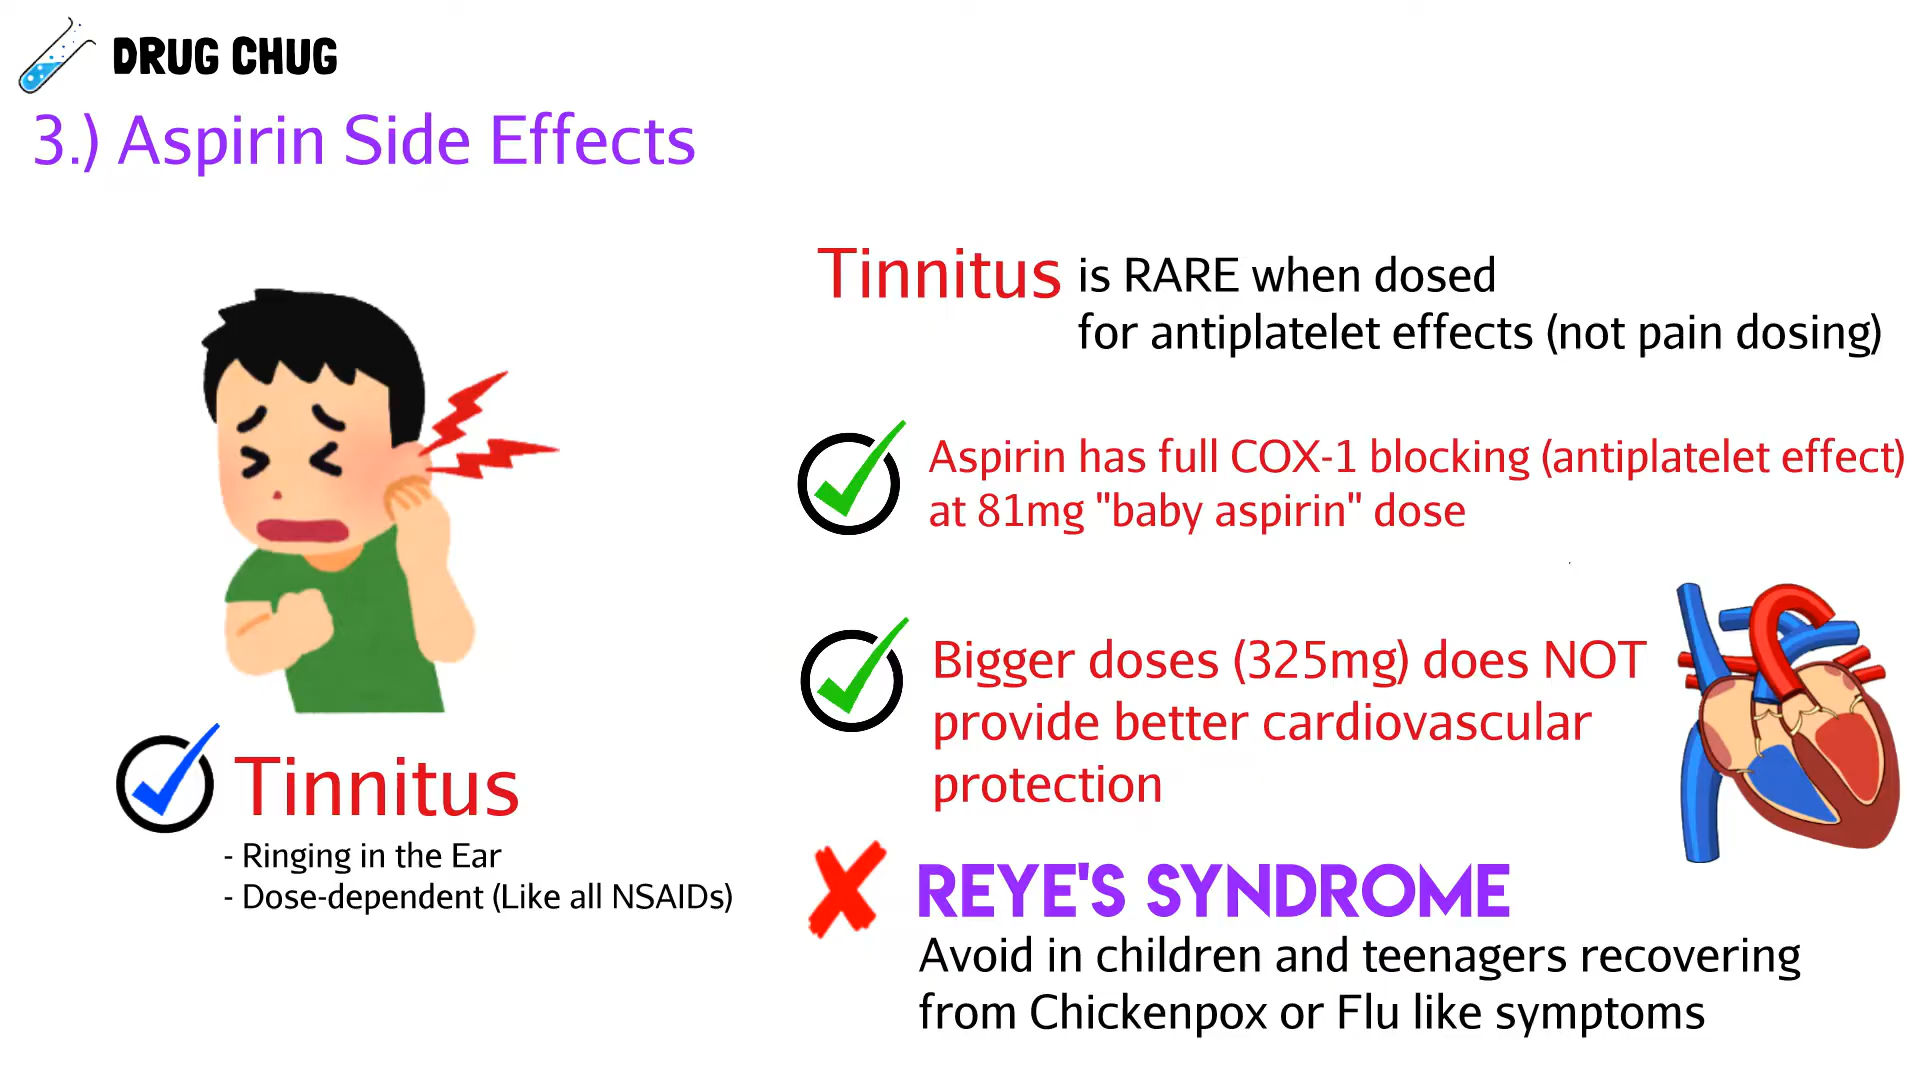 DRUG CHUG
3.) Aspirin Side Effects
Tinnitus
- Ringing in the Ear
- Dose-dependent (Like all NSAIDs)
Tinnitus is RARE when dosed
for antiplatelet effects (not pain dosing)
Aspirin has full COX-1 blocking (antiplatelet effect)
at 81mg "baby aspirin" dose
Bigger doses (325mg) does NOT
provide better cardiovascular
protection
REYE'S SYNDROME
Avoid in children and teenagers recovering
from Chickenpox or Flu like symptoms